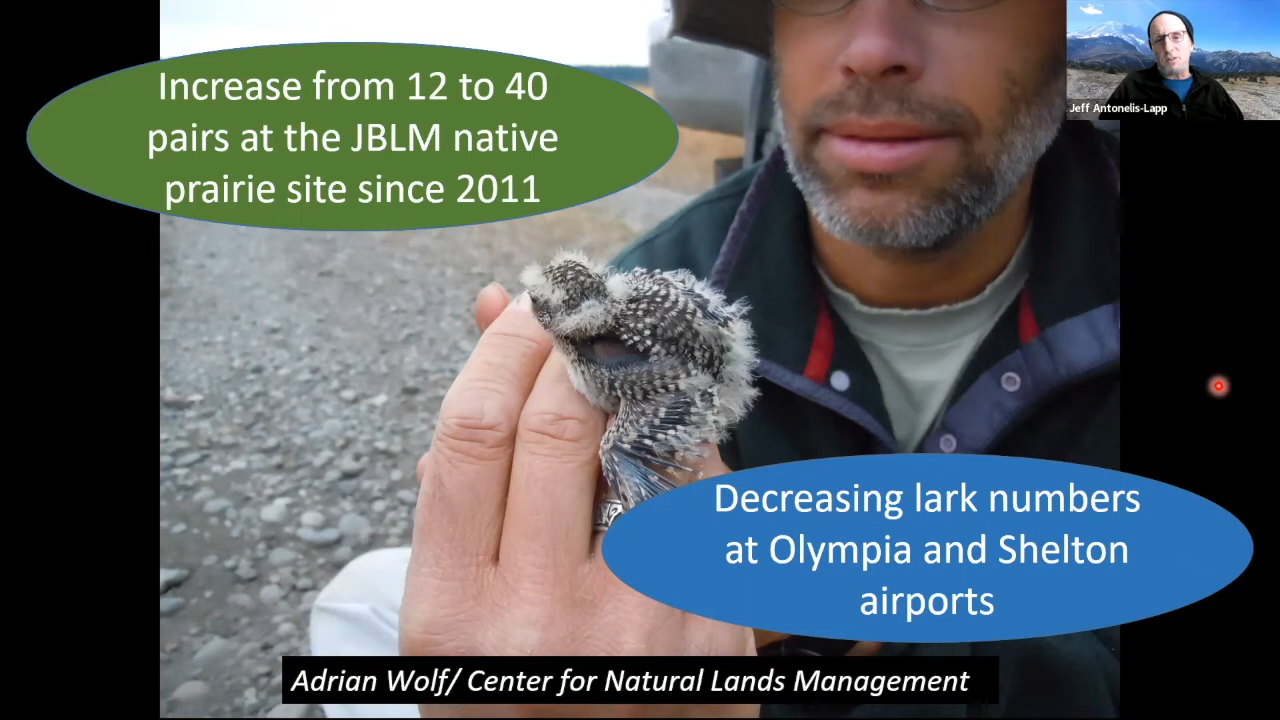 Increase from 12 to 40
pairs at the JBLM native
prairie site since 2011
Jeff Antonelis-Lapp
Decreasing lark numbers
at Olympia and Shelton
airports
Adrian Wolf/ Center for Natural Lands Management